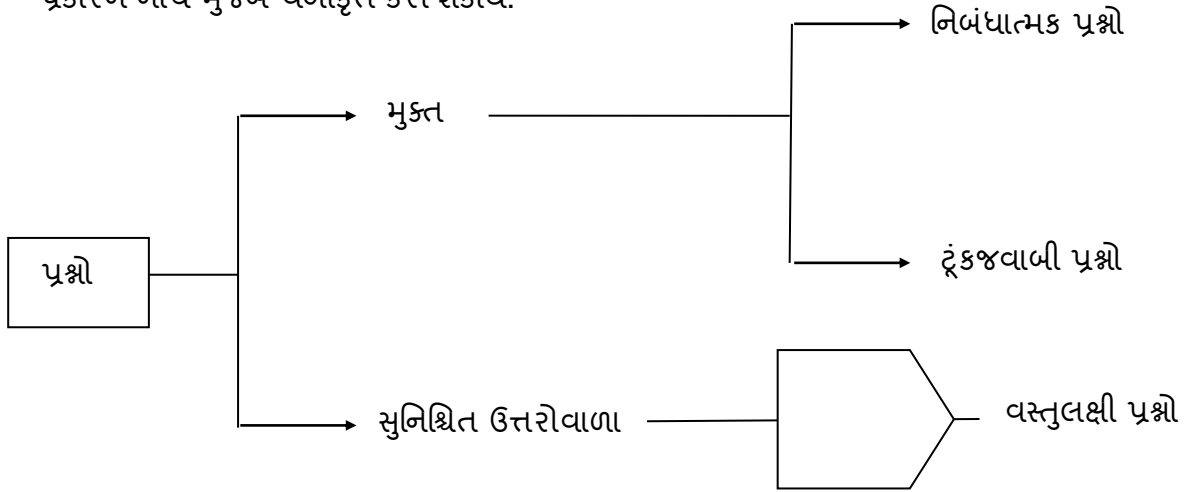 નિબંધાત્મક પ્રશ્નો
મુક્ત
પ્રશ્નો
ટૂંકજવાબી પ્રશ્નો
સુનિશ્ચિત ઉત્તરોવાળા
વસ્તુલક્ષી પ્રશ્નો